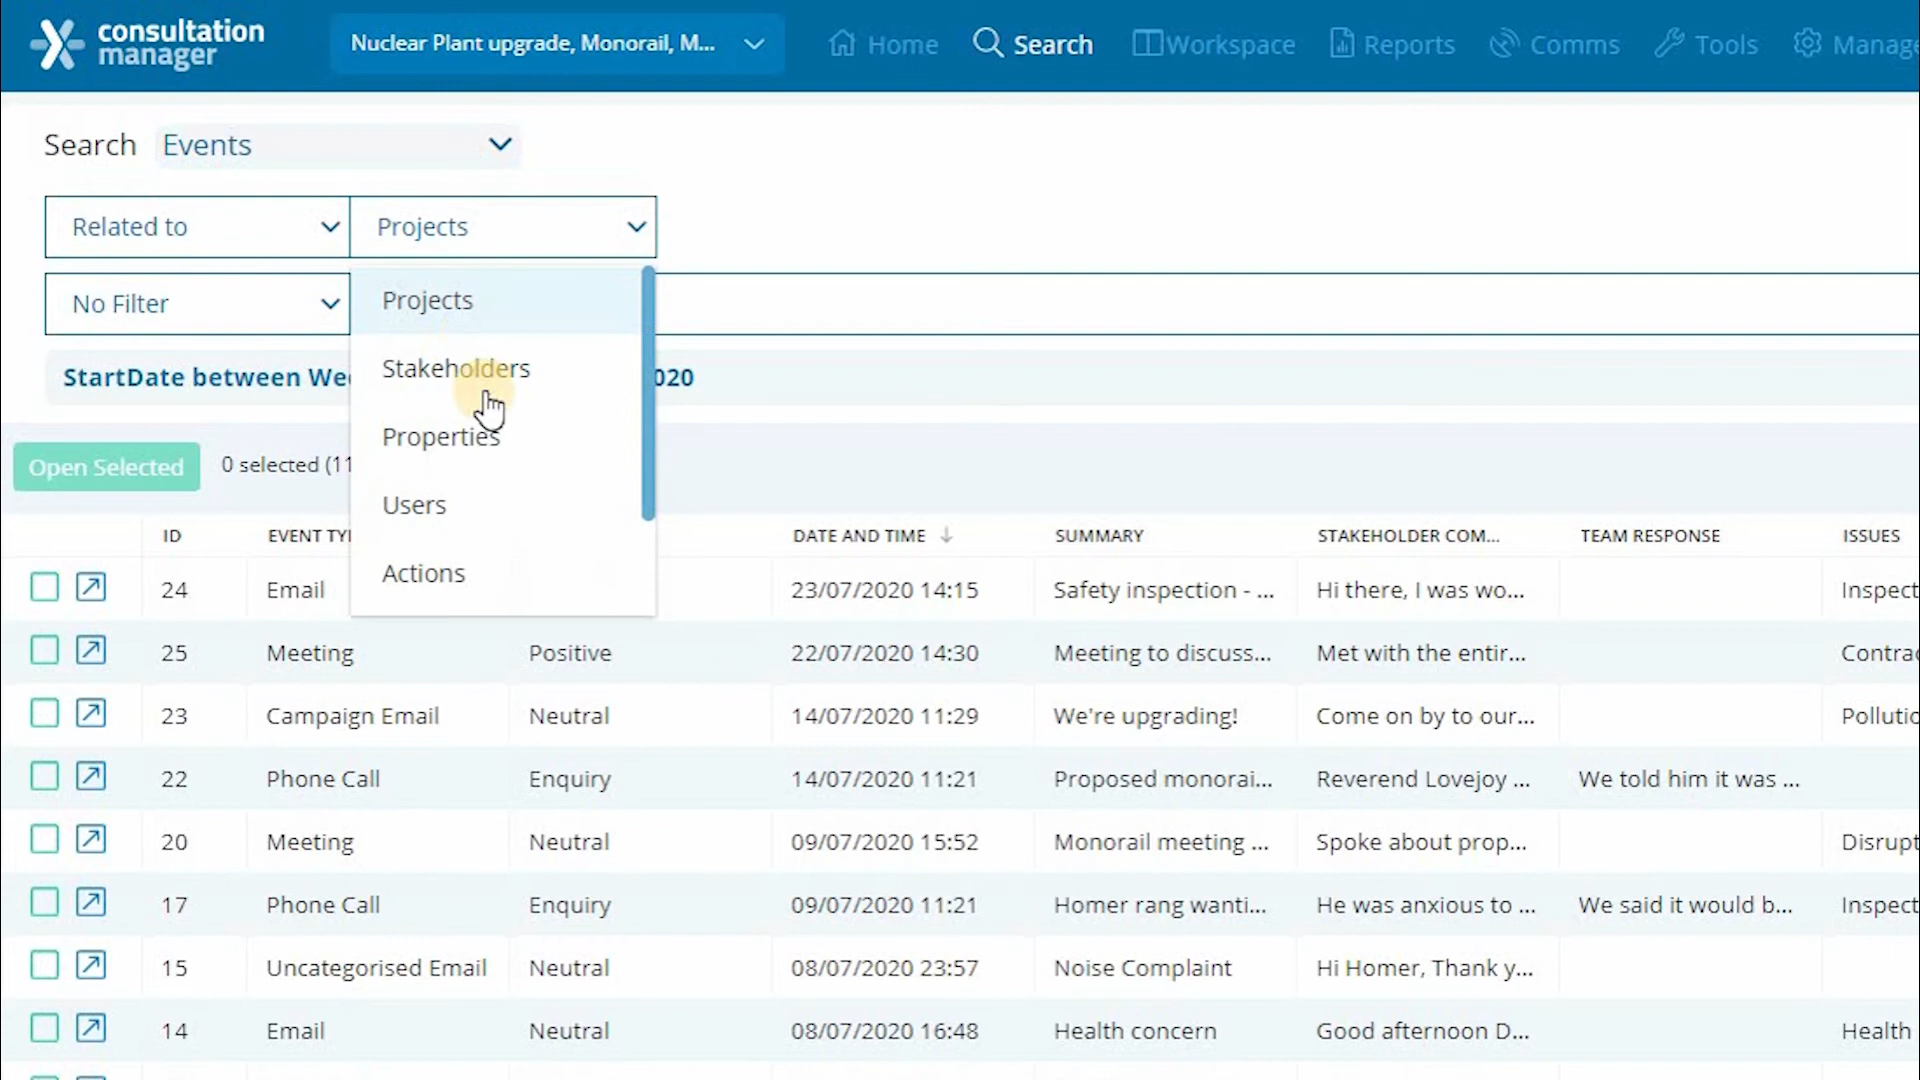 consultation
manager
Nuclear Plant upgrade, Monorail, M...
Home
Search
Workspace
Reports
Comms
Tools
Manage
Search Events
Related to
Projects
No Filter
Projects
Stakeholders
Properties
Users
Actions
StartDate between We
020
Open Selected
0 selected (11
ID EVENT TYP DATE AND TIME SUMMARY STAKEHOLDER COM... TEAM RESPONSE ISSUES
24 Email 23/07/2020 14:15 Safety inspection - ... Hi there, I was wo... Inspect
25 Meeting Positive 22/07/2020 14:30 Meeting to discuss... Met with the entir... Contrac
23 Campaign Email Neutral 14/07/2020 11:29 We're upgrading! Come on by to our... Pollutio
22 Phone Call Enquiry 14/07/2020 11:21 Proposed monorai... Reverend Lovejoy ... We told him it was ...
20 Meeting Neutral 09/07/2020 15:52 Monorail meeting ... Spoke about prop... Disrupt
17 Phone Call Enquiry 09/07/2020 11:21 Homer rang wanti... He was anxious to ... We said it would b... Inspect
15 Uncategorised Email Neutral 08/07/2020 23:57 Noise Complaint Hi Homer, Thank y...
14 Email Neutral 08/07/2020 16:48 Health concern Good afternoon D... Health